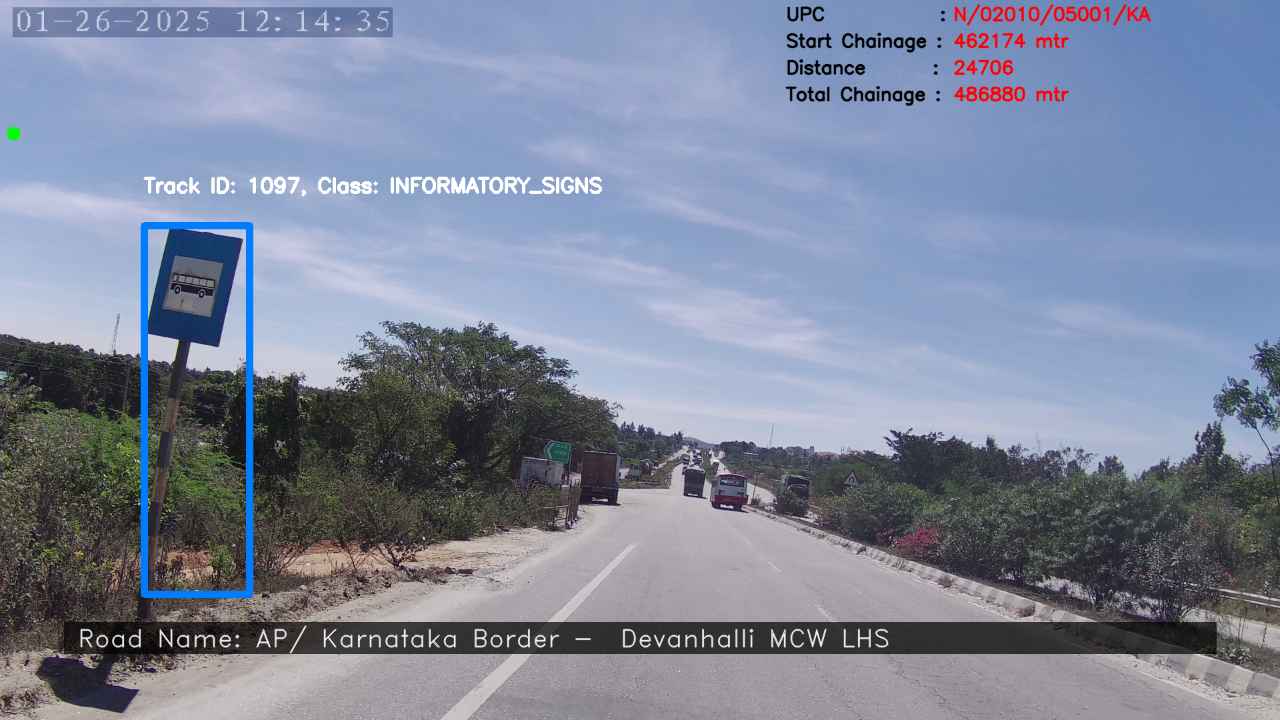 01-26-2025 12:14:35
UPC : N/02010/05001/KA
Start Chainage : 462174 mtr
Distance : 24706
Total Chainage : 486880 mtr
Track ID: 1097, Class: INFORMATORY_SIGNS
Road Name: AP/ Karnataka Border - Devanhalli MCW LHS